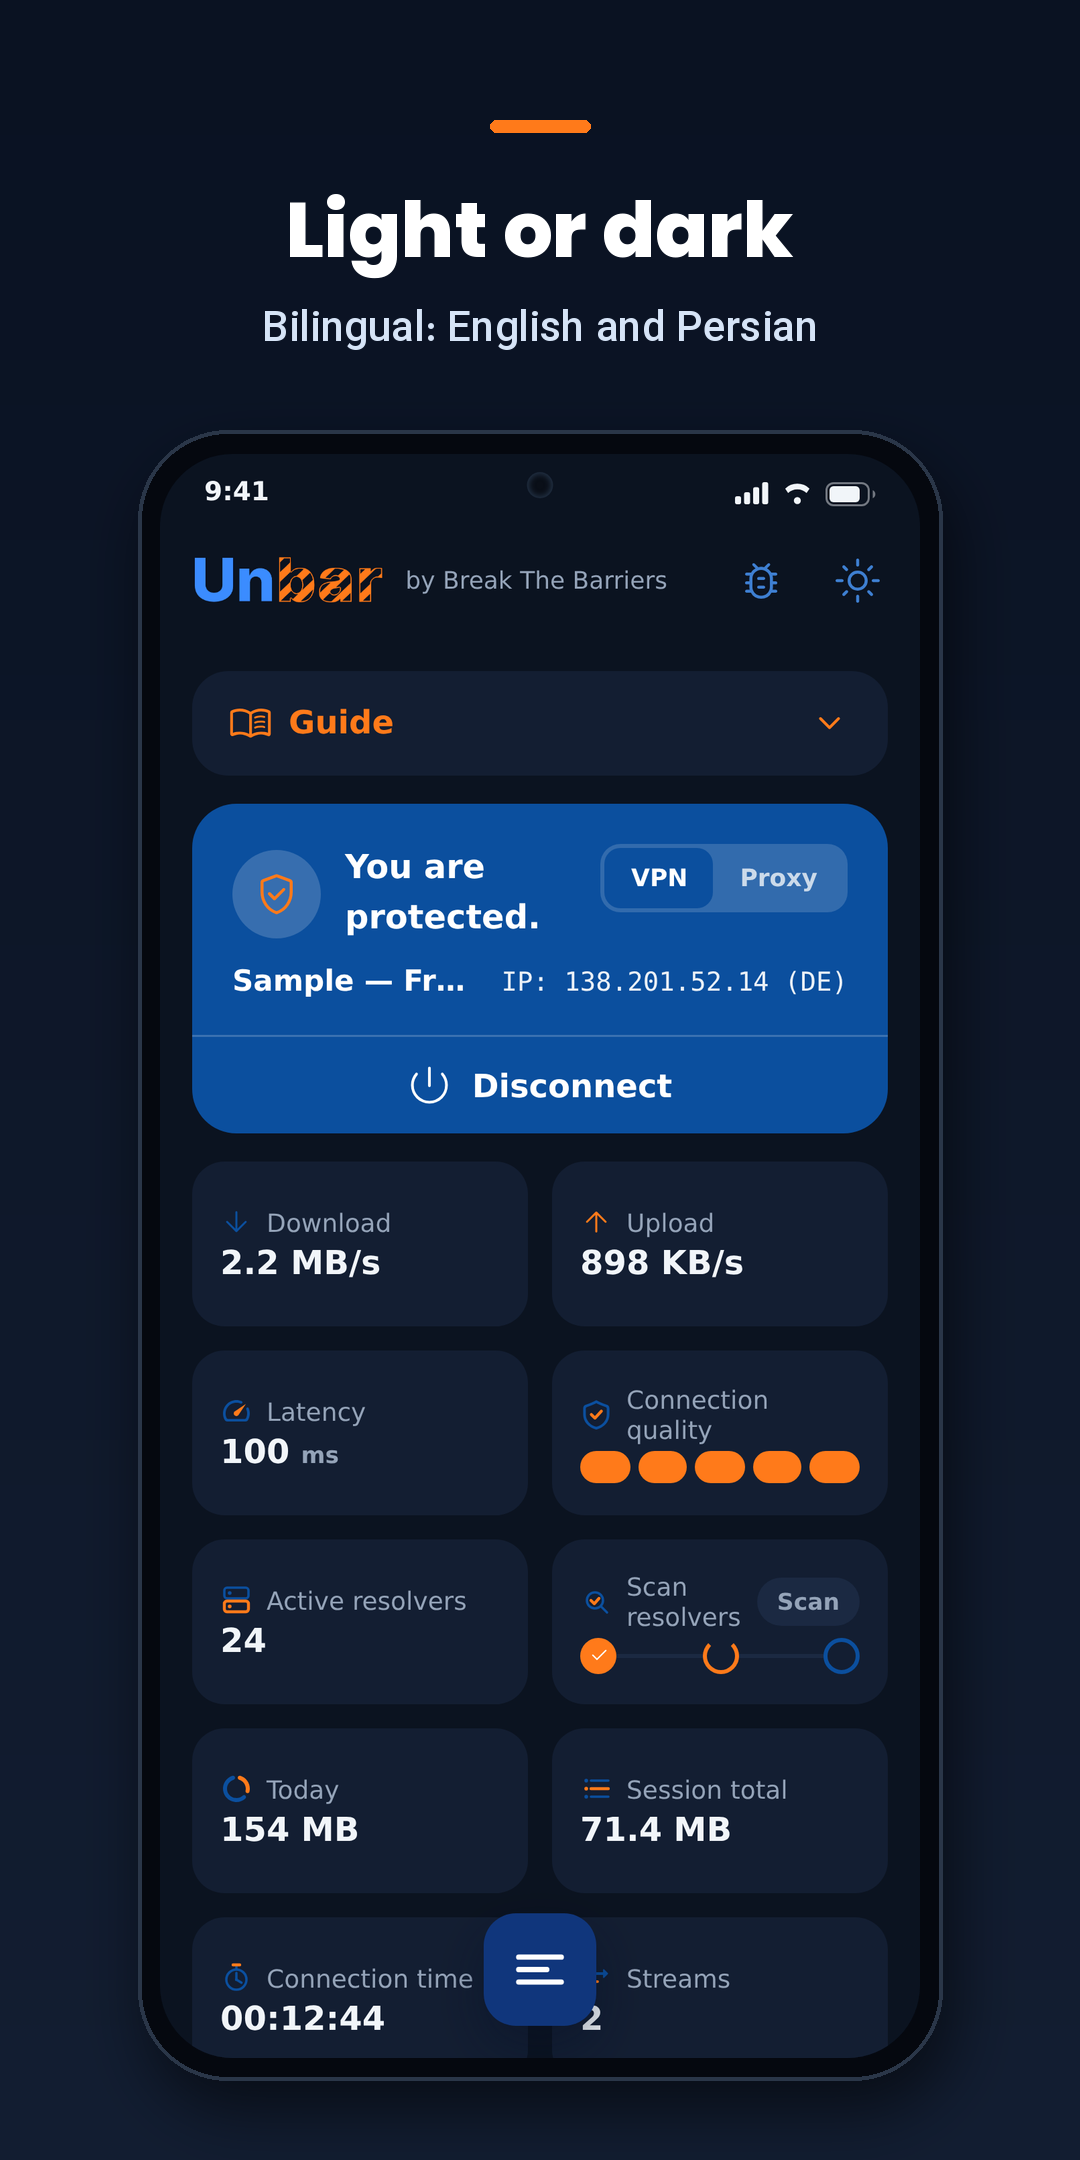 Light or dark
Bilingual: English and Persian
9:41
Unbar by Break The Barriers
Guide
You are
protected.
VPN Proxy
Sample — Fr... IP: 138.201.52.14 (DE)
Disconnect
Download
2.2 MB/s
Upload
898 KB/s
Latency
100 ms
Connection
quality
Active resolvers
24
Scan
resolvers
Scan
Today
154 MB
Session total
71.4 MB
Connection time
00:12:44
Streams
2